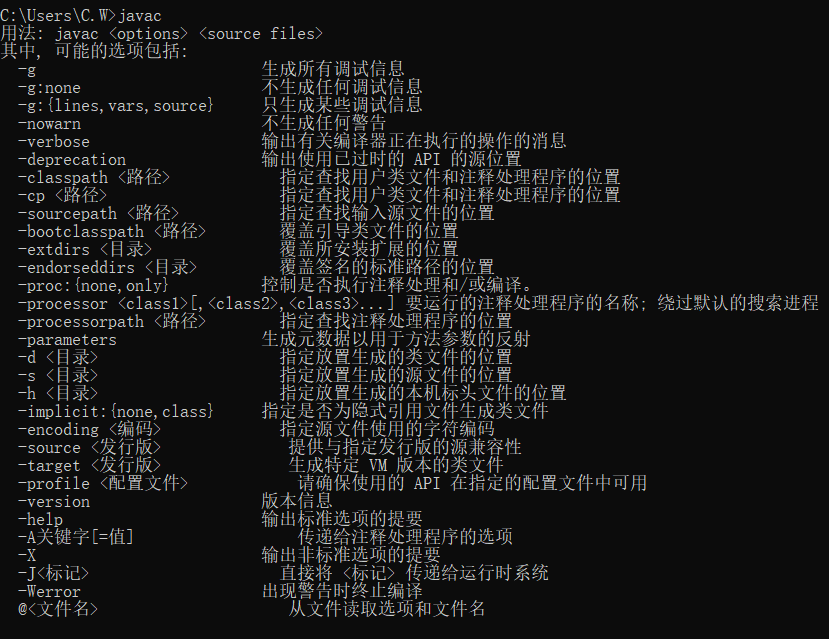 C:\Users\C.W>javac
用法: javac <options> <source files>
其中, 可能的选项包括:
-g 生成所有调试信息
-g:none 不生成任何调试信息
-g:{lines,vars,source} 只生成某些调试信息
-nowarn 不生成任何警告
-verbose 输出有关编译器正在执行的操作的消息
-deprecation 输出使用已过时的 API 的源位置
-classpath <路径> 指定查找用户类文件和注释处理程序的位置
-cp <路径> 指定查找用户类文件和注释处理程序的位置
-sourcepath <路径> 指定查找输入源文件的位置
-bootclasspath <路径> 覆盖引导类文件的位置
-extdirs <目录> 覆盖所安装扩展的位置
-endorseddirs <目录> 覆盖签名的标准路径的位置
-proc:{none,only} 控制是否执行注释处理和/或编译。
-processor <class1>[,<class2>,<class3>...] 要运行的注释处理程序的名称; 绕过默认的搜索进程
-processorpath <路径> 指定查找注释处理程序的位置
-parameters 生成元数据以用于方法参数的反射
-d <目录> 指定放置生成的类文件的位置
-s <目录> 指定放置生成的源文件的位置
-h <目录> 指定放置生成的本机标头文件的位置
-implicit:{none,class} 指定是否为隐式引用文件生成类文件
-encoding <编码> 指定源文件使用的字符编码
-source <发行版> 提供与指定发行版的源兼容性
-target <发行版> 生成特定 VM 版本的类文件
-profile <配置文件> 请确保使用的 API 在指定的配置文件中可用
-version 版本信息
-help 输出标准选项的提要
-A关键字[=值] 传递给注释处理程序的选项
-X 输出非标准选项的提要
-J<标记> 直接将 <标记> 传递给运行时系统
-Werror 出现警告时终止编译
@<文件名> 从文件读取选项和文件名